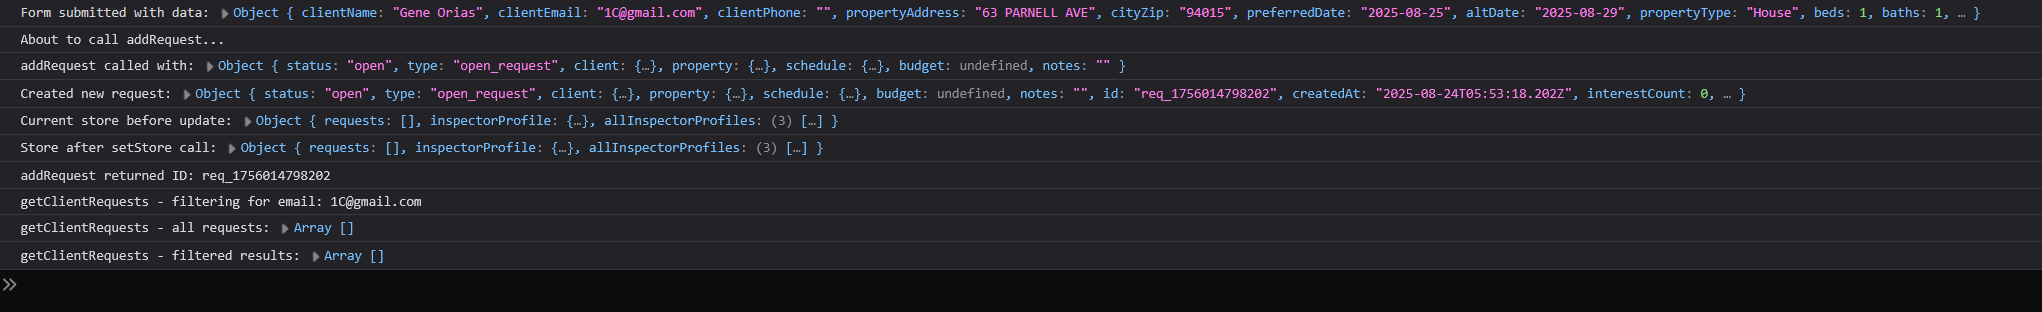 Form submitted with data: ▶ Object { clientName: "Gene Orias", clientEmail: "1C@gmail.com", clientPhone: "", propertyAddress: "63 PARNELL AVE", cityZip: "94015", preferredDate: "2025-08-25", altDate: "2025-08-29", propertyType: "House", beds: 1, baths: 1, … }
About to call addRequest...
addRequest called with: ▶ Object { status: "open", type: "open_request", client: {…}, property: {…}, schedule: {…}, budget: undefined, notes: "" }
Created new request: ▶ Object { status: "open", type: "open_request", client: {…}, property: {…}, schedule: {…}, budget: undefined, notes: "", id: "req_1756014798202", createdAt: "2025-08-24T05:53:18.202Z", interestCount: 0, … }
Current store before update: ▶ Object { requests: [], inspectorProfile: {…}, allInspectorProfiles: (3) […] }
Store after setStore call: ▶ Object { requests: [], inspectorProfile: {…}, allInspectorProfiles: (3) […] }
addRequest returned ID: req_1756014798202
getClientRequests - filtering for email: 1C@gmail.com
getClientRequests - all requests: ▶ Array []
getClientRequests - filtered results: ▶ Array []